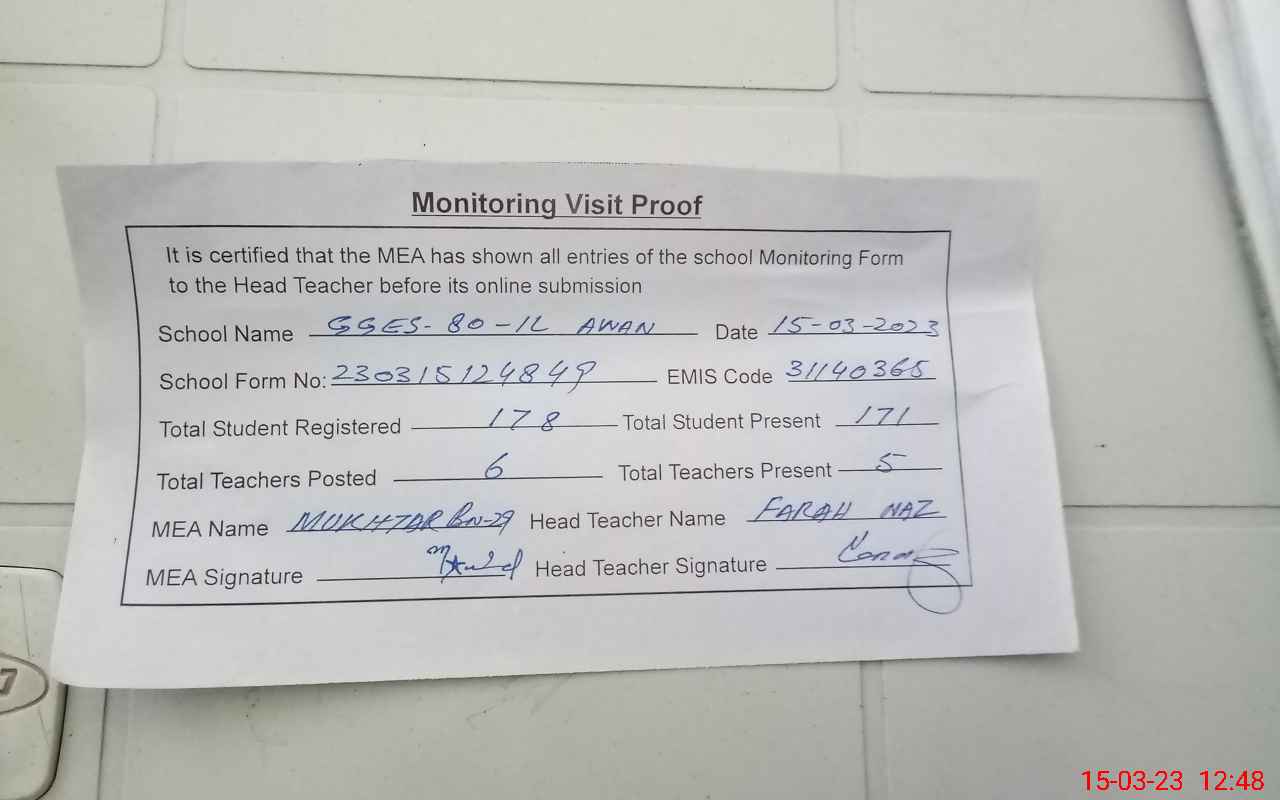 Monitoring Visit Proof
It is certified that the MEA has shown all entries of the school Monitoring Form
to the Head Teacher before its online submission
School Name GGES- 80-1L AWAN Date 15-03-2023
School Form No: 230315124849 EMIS Code 31140365
Total Student Registered 178 Total Student Present 171
Total Teachers Posted 6 Total Teachers Present 5
MEA Name MUKHTAR BN-29 Head Teacher Name FARAH NAZ
MEA Signature Head Teacher Signature
7
15-03-23 12:48